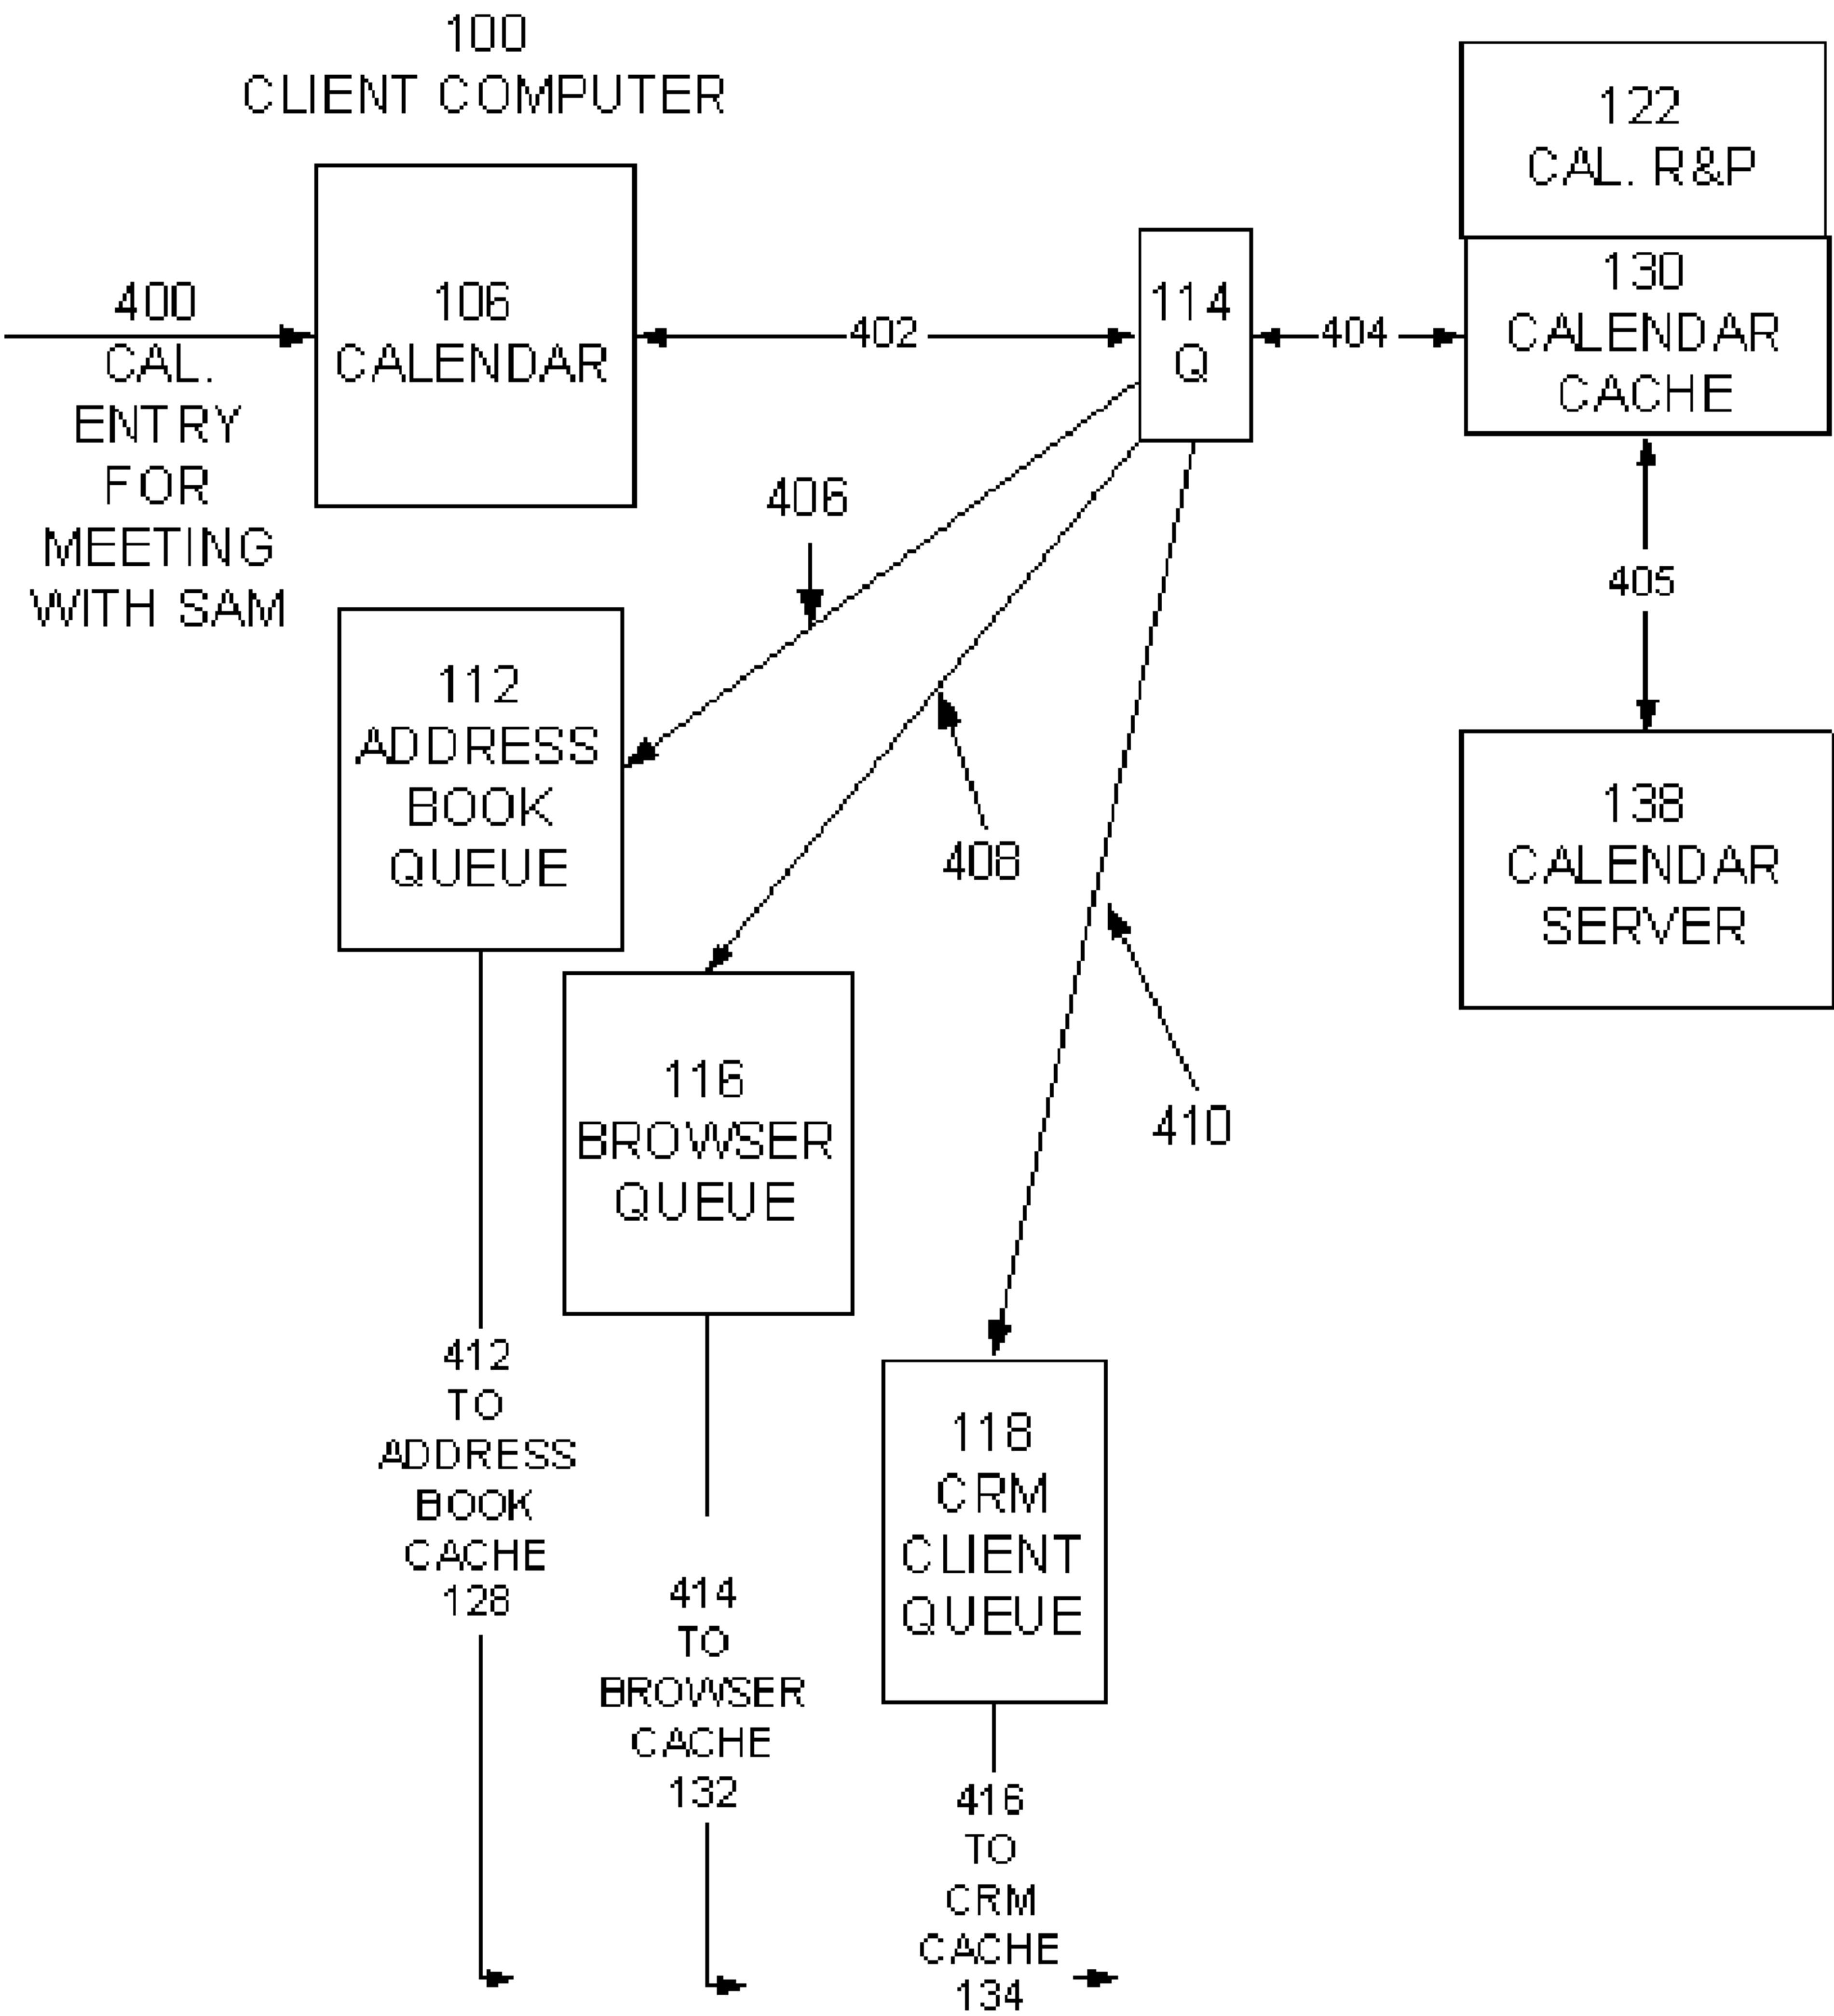 100
CLIENT COMPUTER
122
CAL. R&P
400
CAL.
ENTRY
FOR
MEETING
WITH SAM
106
CALENDAR
402
114
Q
404
130
CALENDAR
CACHE
406
405
112
ADDRESS
BOOK
QUEUE
408
138
CALENDAR
SERVER
116
BROWSER
QUEUE
410
412
TO
ADDRESS
BOOK
CACHE
128
414
TO
BROWSER
CACHE
132
118
CRM
CLIENT
QUEUE
416
TO
CRM
CACHE
134